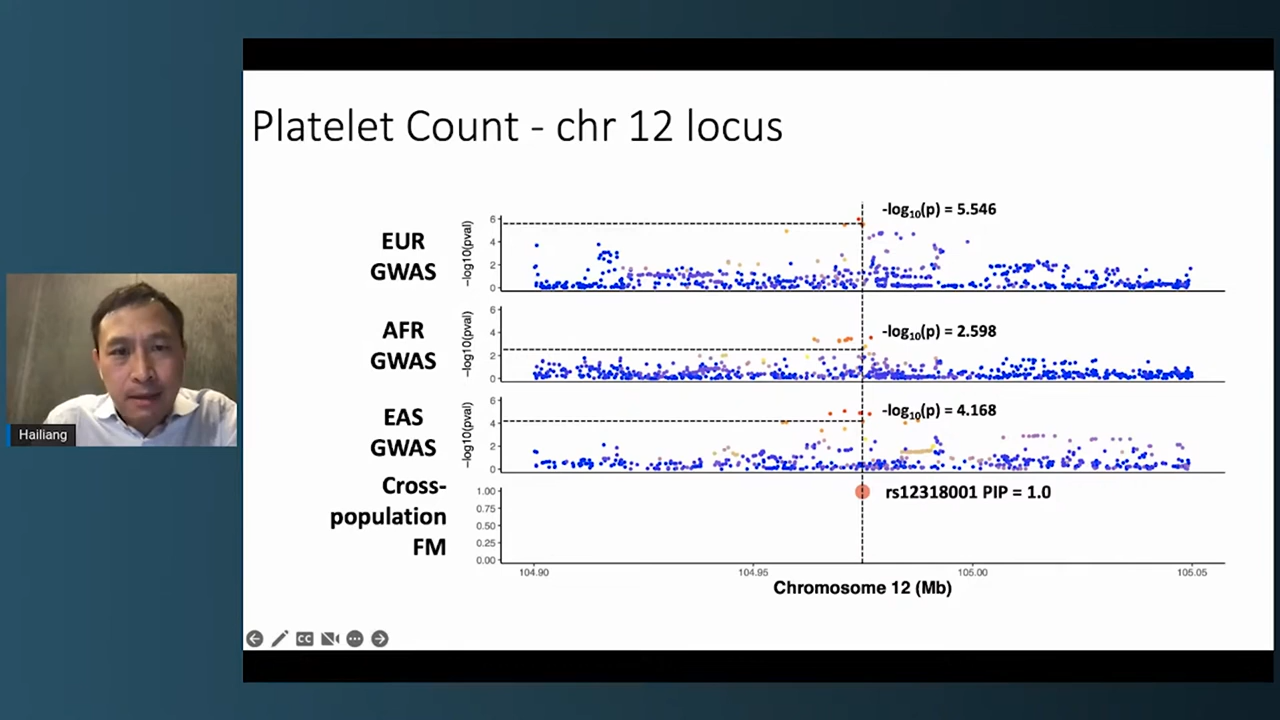 Platelet Count - chr 12 locus
EUR
GWAS
−log10(pval)
6
4
2
0
-log10(p) = 5.546
AFR
GWAS
−log10(pval)
6
4
2
0
-log10(p) = 2.598
EAS
GWAS
−log10(pval)
6
4
2
0
-log10(p) = 4.168
Cross-
population
FM
1.00
0.75
0.50
0.25
0.00
rs12318001 PIP = 1.0
104.90
104.95
105.00
105.05
Chromosome 12 (Mb)
Hailiang
CC